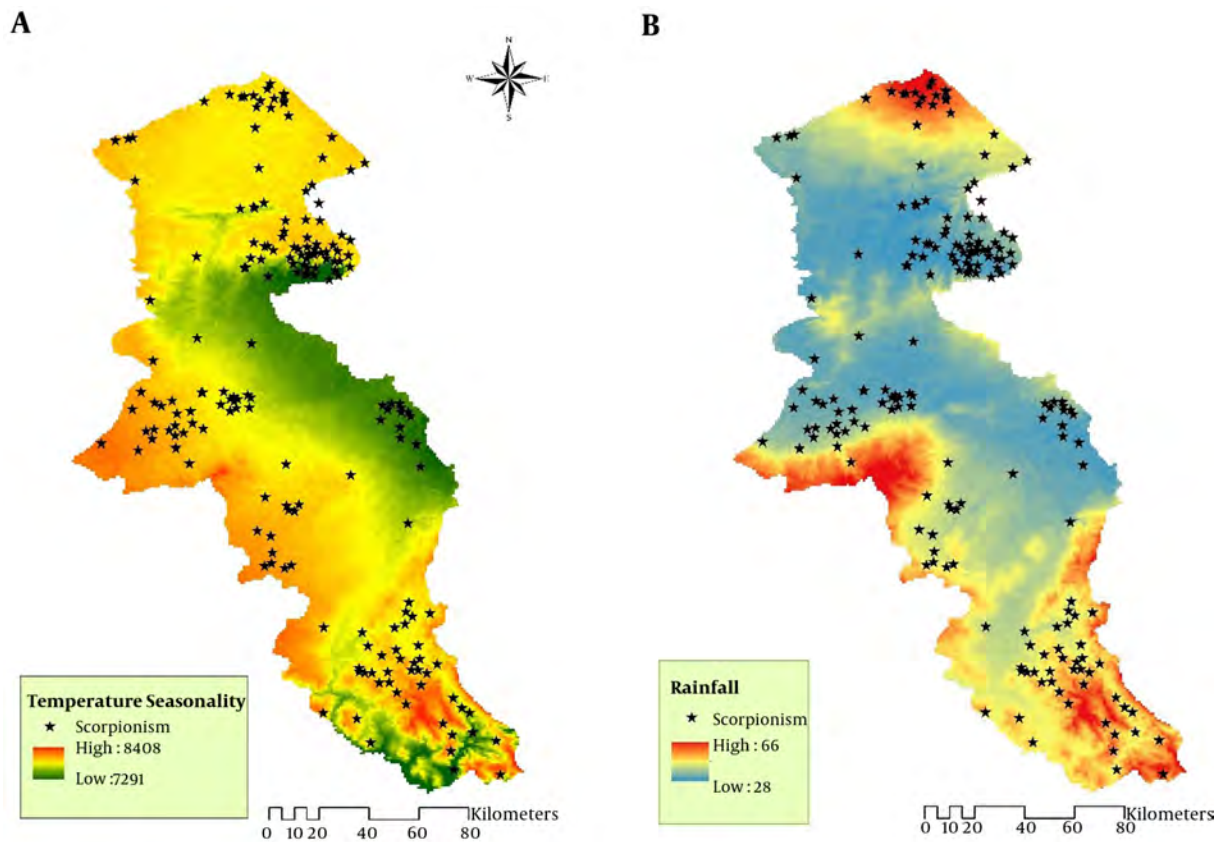 A
B
N
W E
S
Temperature Seasonality
Scorpionism
High : 8408
Low :7291
Kilometers
0 10 20 40 60 80
Rainfall
Scorpionism
High : 66
Low : 28
Kilometers
0 10 20 40 60 80